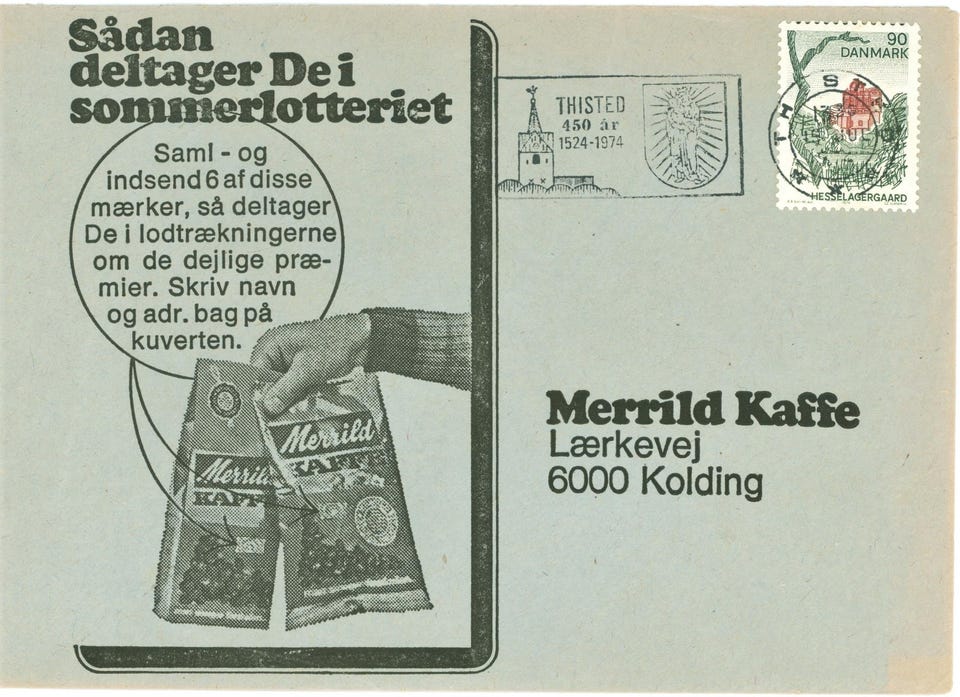 Sådan
deltager De i
sommerlotteriet
Saml - og
indsend 6 af disse
mærker, så deltager
De i lodtrækningerne
om de dejlige præ-
mier. Skriv navn
og adr. bag på
kuverten.
Merrild
KAFFE
Merrild
KAFFE
THISTED
450 år
1524-1974
90
DANMARK
THISTED
HESSELAGERGAARD
Merrild Kaffe
Lærkevej
6000 Kolding